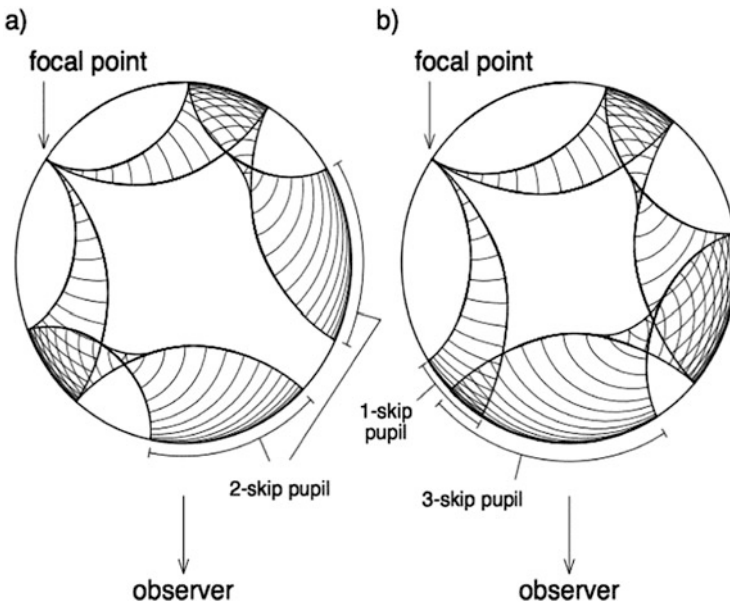 a)
focal point
2-skip pupil
observer
b)
focal point
1-skip
pupil
3-skip pupil
observer